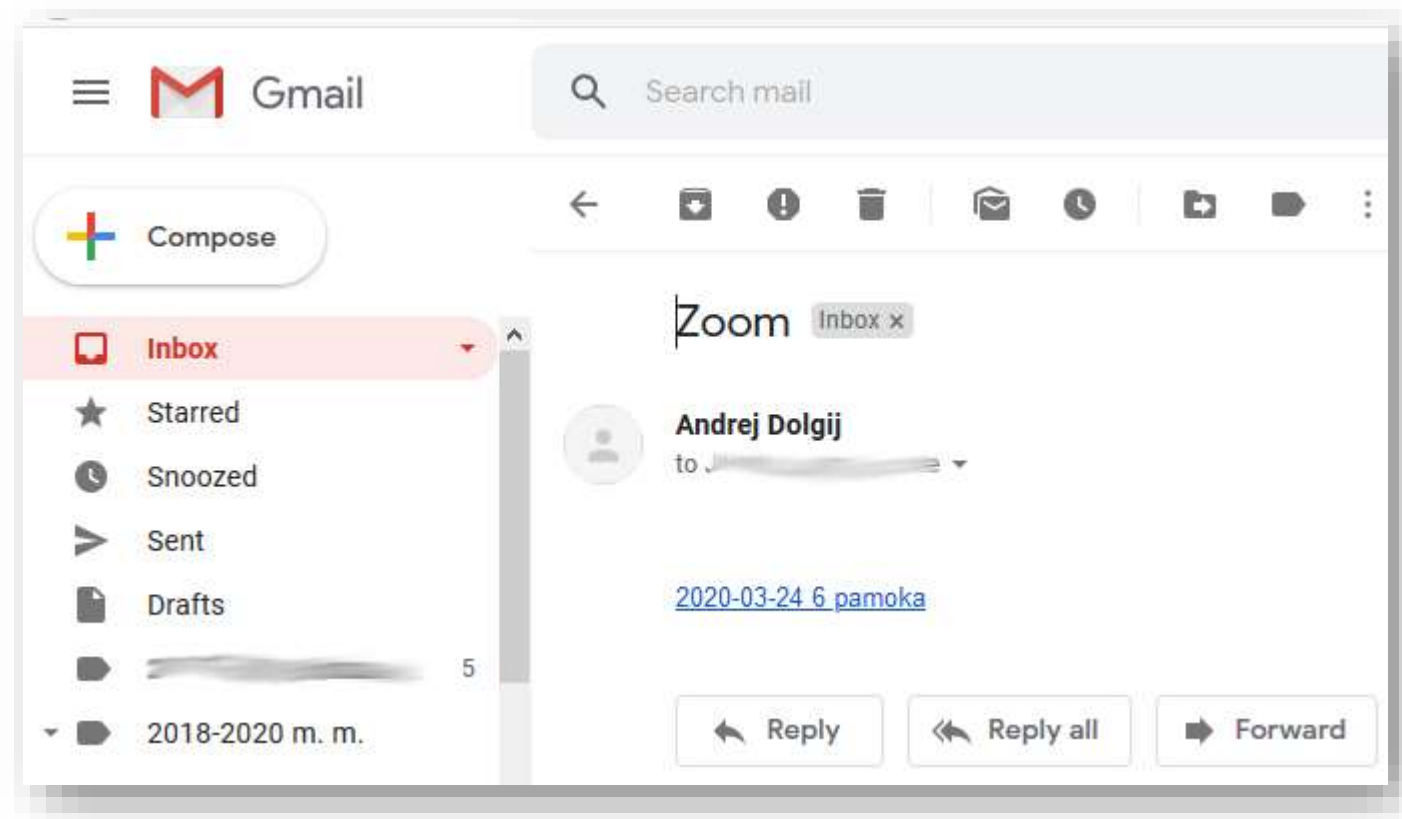 Gmail
Search mail
Compose
Inbox
Starred
Snoozed
Sent
Drafts
5
2018-2020 m. m.
Zoom Inbox x
Andrej Dolgij
to
2020-03-24 6 pamoka
Reply Reply all Forward